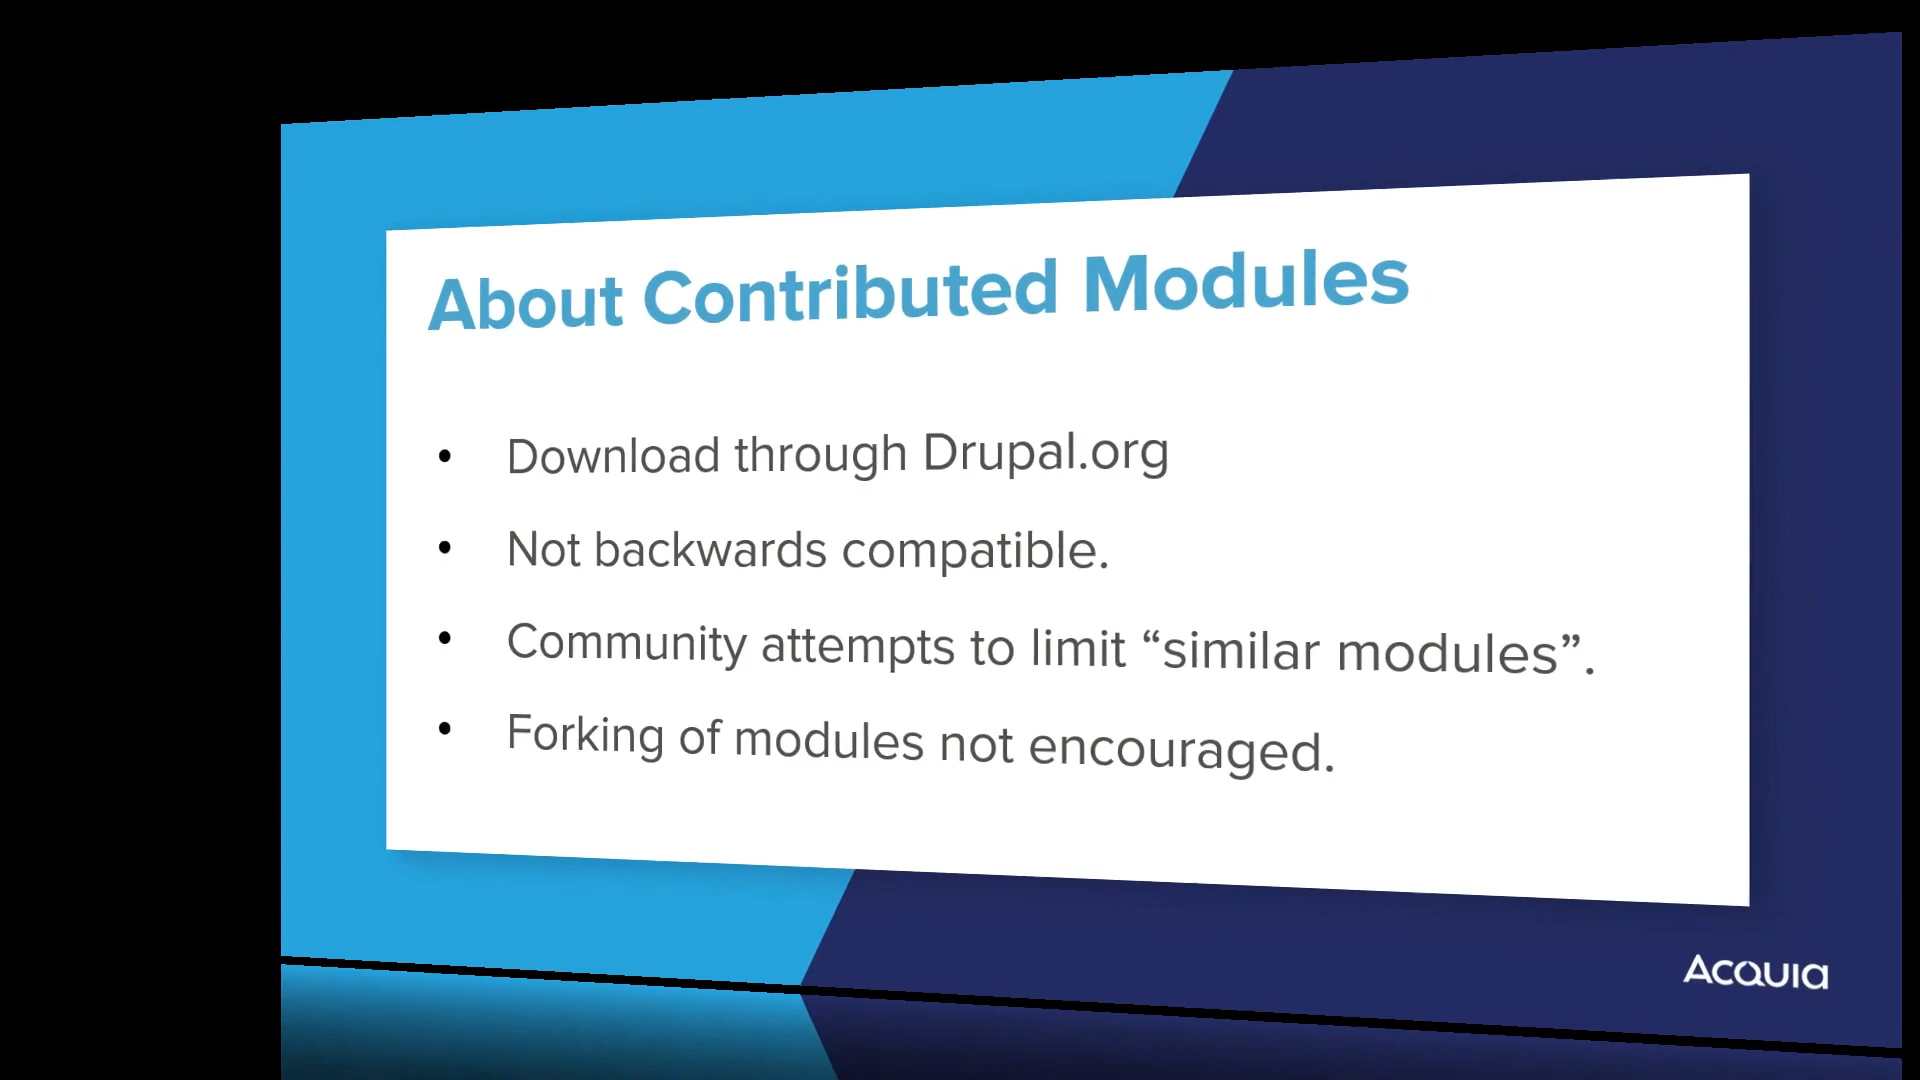 About Contributed Modules
• Download through Drupal.org
• Not backwards compatible.
• Community attempts to limit “similar modules”.
• Forking of modules not encouraged.
Acquia